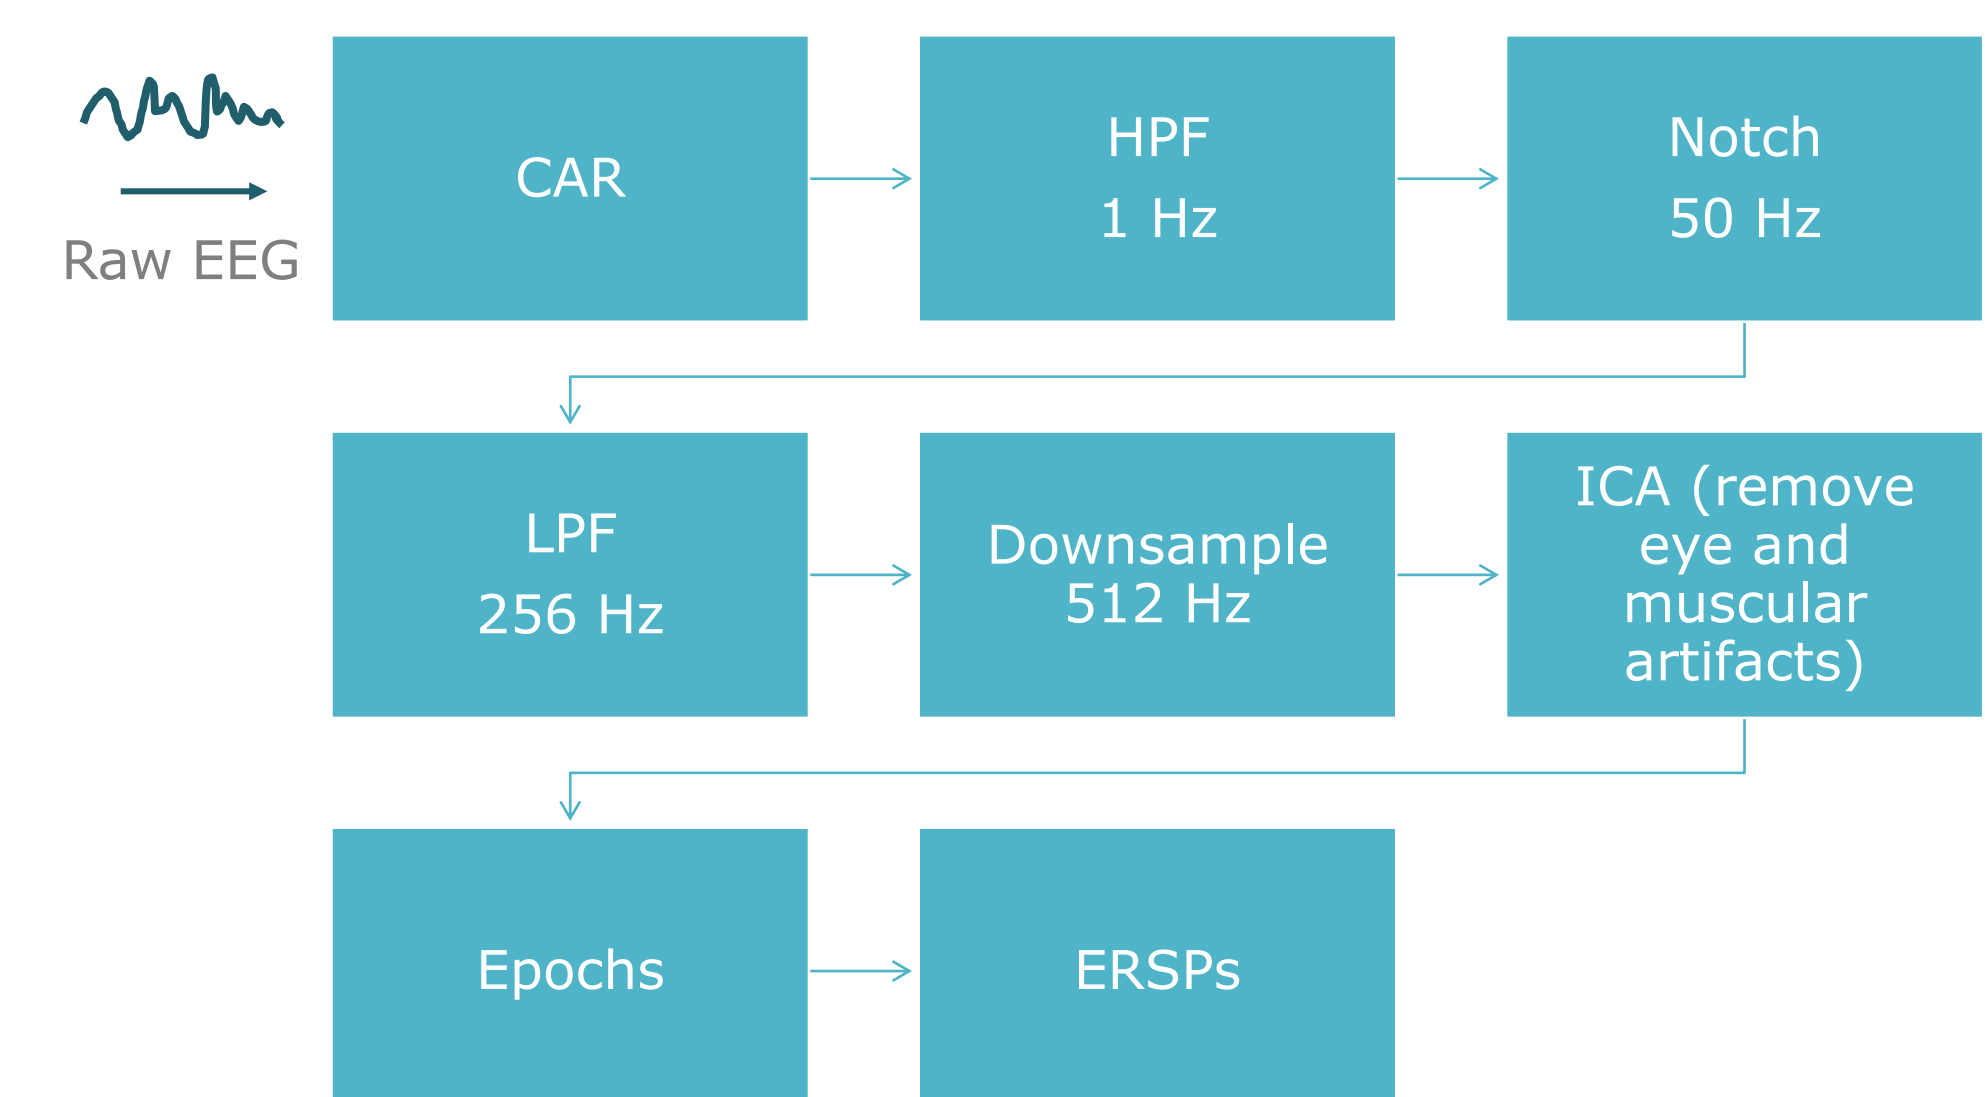 Raw EEG
CAR
HPF
1 Hz
Notch
50 Hz
LPF
256 Hz
Downsample
512 Hz
ICA (remove
eye and
muscular
artifacts)
Epochs
ERSPs